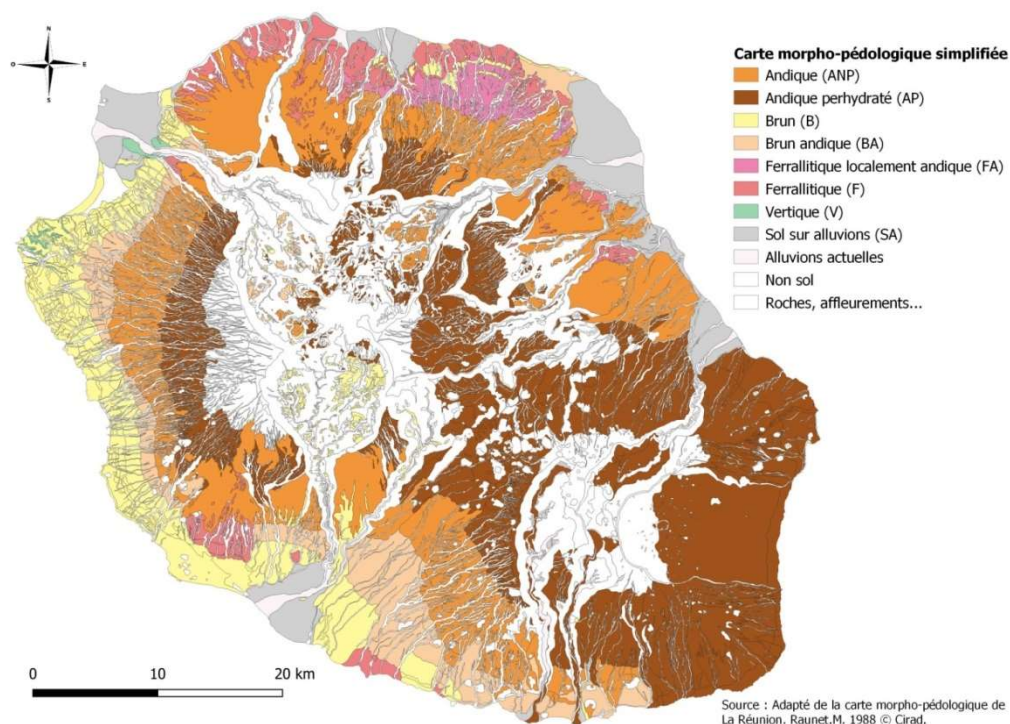 N
O
E
S
Carte morpho-pédologique simplifiée
Andique (ANP)
Andique perhydraté (AP)
Brun (B)
Brun andique (BA)
Ferrallitique localement andique (FA)
Ferrallitique (F)
Vertique (V)
Sol sur alluvions (SA)
Alluvions actuelles
Non sol
Roches, affleurements...
0 10 20 km
Source : Adapté de la carte morpho-pédologique de
La Réunion. Raunet.M. 1988 © Cirad.